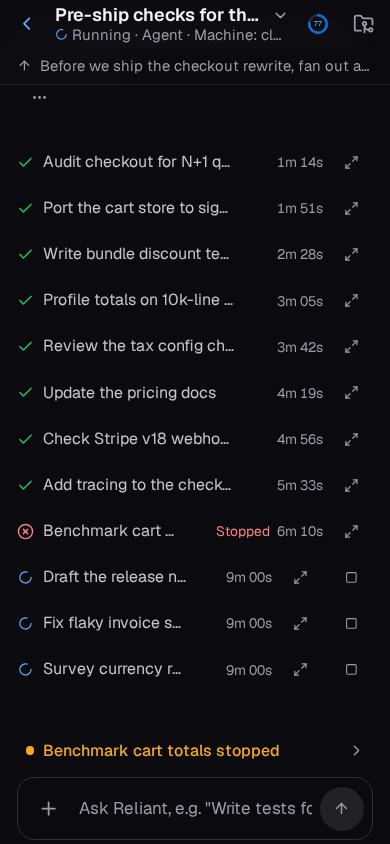 Pre-ship checks for th...
77
Running · Agent · Machine: cl...
Before we ship the checkout rewrite, fan out a...
...
Audit checkout for N+1 q... 1m 14s
Port the cart store to sig... 1m 51s
Write bundle discount te... 2m 28s
Profile totals on 10k-line ... 3m 05s
Review the tax config ch... 3m 42s
Update the pricing docs 4m 19s
Check Stripe v18 webho... 4m 56s
Add tracing to the check... 5m 33s
Benchmark cart ... Stopped 6m 10s
Draft the release n... 9m 00s
Fix flaky invoice s... 9m 00s
Survey currency r... 9m 00s
Benchmark cart totals stopped
Ask Reliant, e.g. "Write tests fo